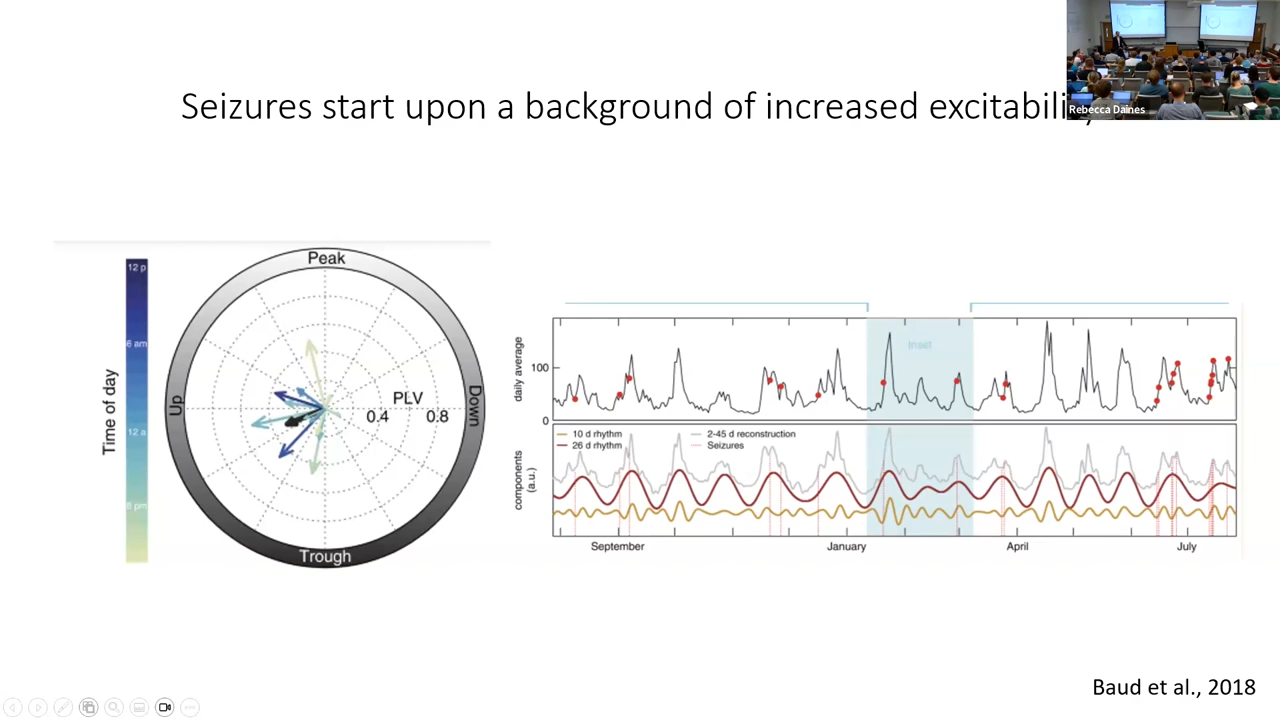 Seizures start upon a background of increased excitabili
Rebecca Daines
Time of day
12 p
6 am
12 a
6 pm
Peak
Up
Down
Trough
PLV
0.4
0.8
daily average
100
0
Inset
components
(a.u.)
10 d rhythm
26 d rhythm
2-45 d reconstruction
Seizures
September
January
April
July
Baud et al., 2018